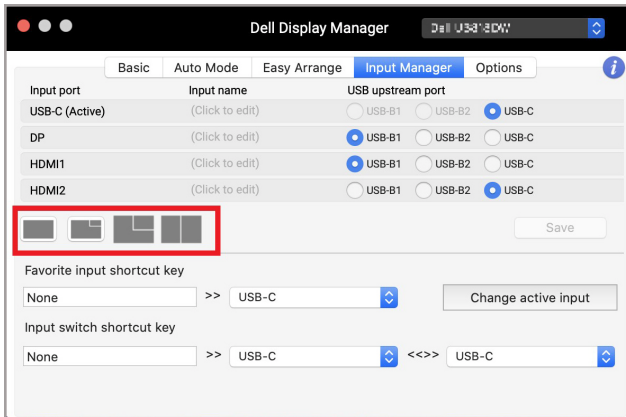 Dell Display Manager
Basic Auto Mode Easy Arrange Input Manager Options i
Input port Input name USB upstream port
USB-C (Active) (Click to edit) USB-B1 USB-B2 USB-C
DP (Click to edit) USB-B1 USB-B2 USB-C
HDMI1 (Click to edit) USB-B1 USB-B2 USB-C
HDMI2 (Click to edit) USB-B1 USB-B2 USB-C
Save
Favorite input shortcut key
None >> USB-C Change active input
Input switch shortcut key
None >> USB-C <<>> USB-C